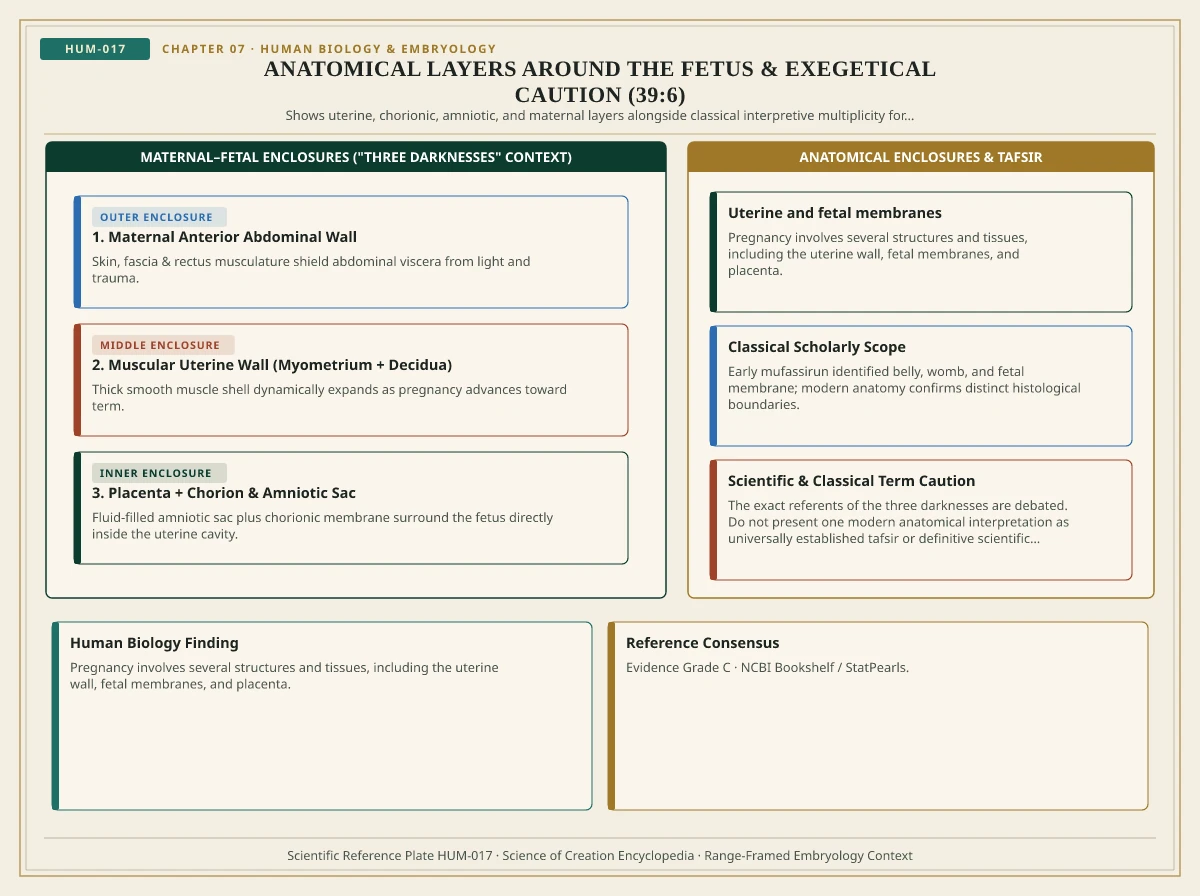 HUM-017
CHAPTER 07 · HUMAN BIOLOGY & EMBRYOLOGY
ANATOMICAL LAYERS AROUND THE FETUS & EXEGETICAL
CAUTION (39:6)
Shows uterine, chorionic, amniotic, and maternal layers alongside classical interpretive multiplicity for...
MATERNAL–FETAL ENCLOSURES ("THREE DARKNESSES" CONTEXT)
OUTER ENCLOSURE
1. Maternal Anterior Abdominal Wall
Skin, fascia & rectus musculature shield abdominal viscera from light and
trauma.
MIDDLE ENCLOSURE
2. Muscular Uterine Wall (Myometrium + Decidua)
Thick smooth muscle shell dynamically expands as pregnancy advances toward
term.
INNER ENCLOSURE
3. Placenta + Chorion & Amniotic Sac
Fluid-filled amniotic sac plus chorionic membrane surround the fetus directly
inside the uterine cavity.
ANATOMICAL ENCLOSURES & TAFSIR
Uterine and fetal membranes
Pregnancy involves several structures and tissues,
including the uterine wall, fetal membranes, and
placenta.
Classical Scholarly Scope
Early mufassirun identified belly, womb, and fetal
membrane; modern anatomy confirms distinct histological
boundaries.
Scientific & Classical Term Caution
The exact referents of the three darknesses are debated.
Do not present one modern anatomical interpretation as
universally established tafsir or definitive scientific...
Human Biology Finding
Pregnancy involves several structures and tissues, including the uterine
wall, fetal membranes, and placenta.
Reference Consensus
Evidence Grade C · NCBI Bookshelf / StatPearls.
Scientific Reference Plate HUM-017 · Science of Creation Encyclopedia · Range-Framed Embryology Context